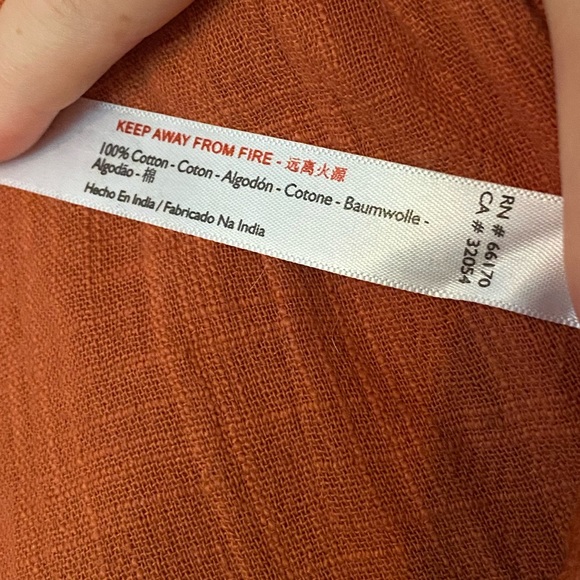 KEEP AWAY FROM FIRE - 远离火源
100% Cotton - Coton - Algodón - Cotone - Baumwolle -
Algodão - 棉
Hecho En India / Fabricado Na India
RN # 66170
CA # 32054